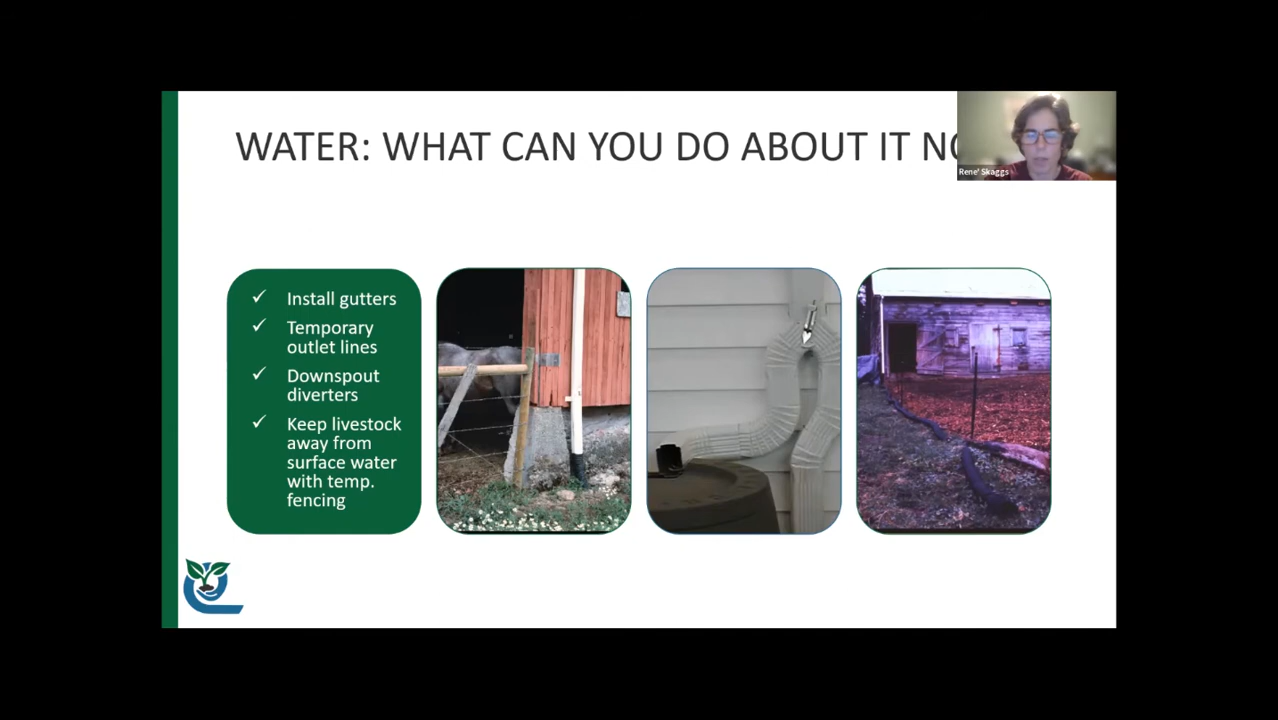 WATER: WHAT CAN YOU DO ABOUT IT
Rene' Skaggs
✓ Install gutters
✓ Temporary
outlet lines
✓ Downspout
diverters
✓ Keep livestock
away from
surface water
with temp.
fencing